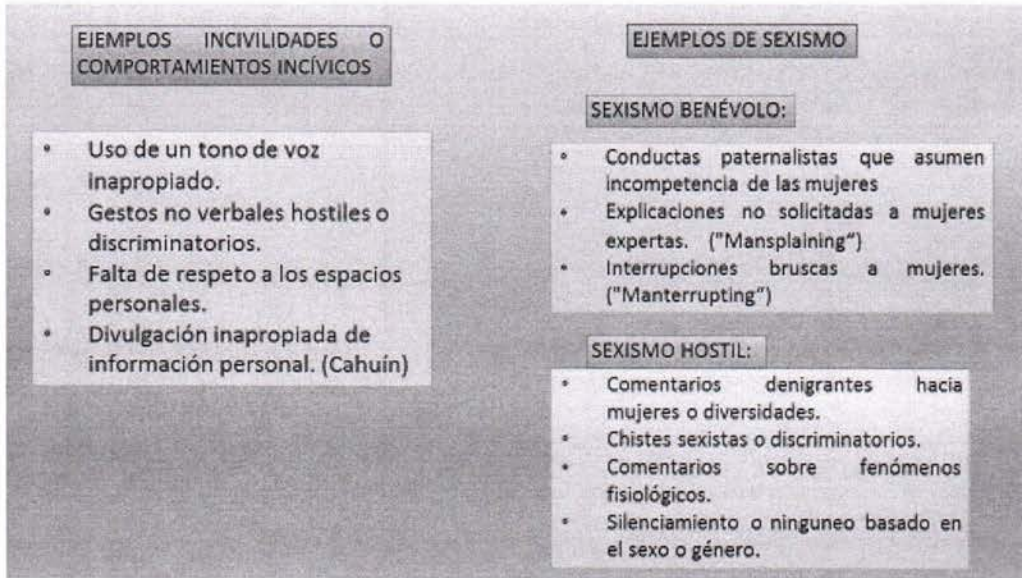 EJEMPLOS INCIVILIDADES O
COMPORTAMIENTOS INCÍVICOS
• Uso de un tono de voz
inapropiado.
• Gestos no verbales hostiles o
discriminatorios.
• Falta de respeto a los espacios
personales.
• Divulgación inapropiada de
información personal. (Cahuín)
EJEMPLOS DE SEXISMO
SEXISMO BENÉVOLO:
• Conductas paternalistas que asumen
incompetencia de las mujeres
• Explicaciones no solicitadas a mujeres
expertas. ("Mansplaining“)
• Interrupciones bruscas a mujeres.
("Manterrupting“)
SEXISMO HOSTIL:
• Comentarios denigrantes hacia
mujeres o diversidades.
• Chistes sexistas o discriminatorios.
• Comentarios sobre fenómenos
fisiológicos.
• Silenciamiento o ninguneo basado en
el sexo o género.